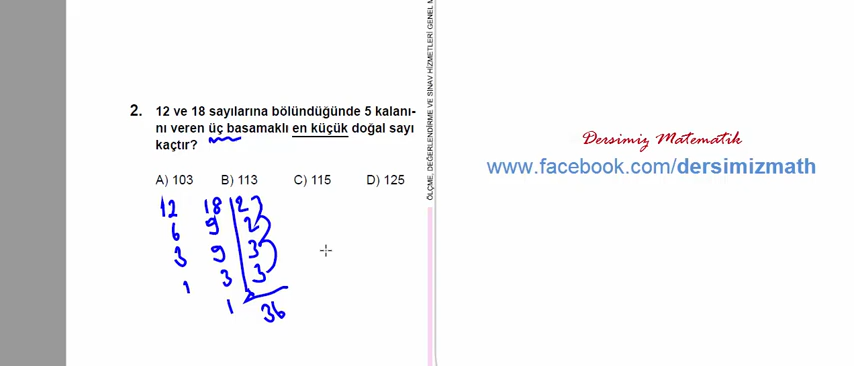 2. 12 ve 18 sayılarına bölündüğünde 5 kalanı-
nı veren üç basamaklı en küçük doğal sayı
kaçtır?
A) 103 B) 113 C) 115 D) 125
12 18 2
6 9 2
3 9 3
1 3 3
1 36
ÖLÇME, DEĞERLENDİRME VE SINAV HİZMETLERİ GENEL M
Dersimiz Matematik
www.facebook.com/dersimizmath